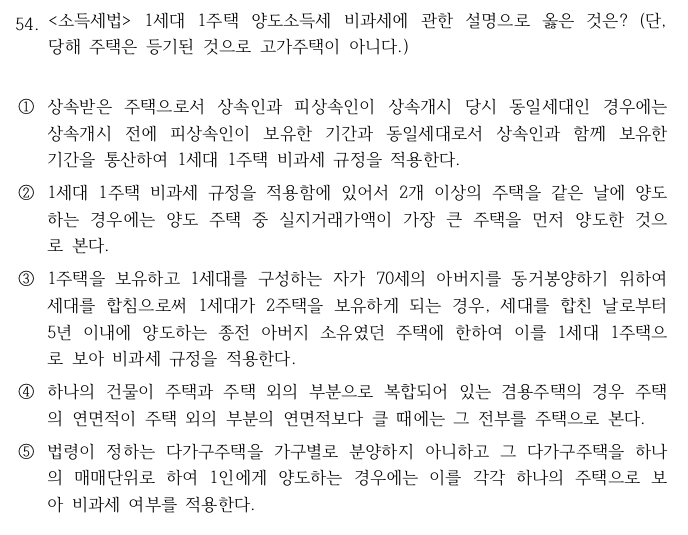 54. <소득세법> 1세대 1주택 양도소득세 비과세에 관한 설명으로 옳은 것은? (단,
당해 주택은 등기된 것으로 고가주택이 아니다.)
① 상속받은 주택으로서 상속인과 피상속인이 상속개시 당시 동일세대인 경우에는
상속개시 전에 피상속인이 보유한 기간과 동일세대로서 상속인과 함께 보유한
기간을 통산하여 1세대 1주택 비과세 규정을 적용한다.
② 1세대 1주택 비과세 규정을 적용함에 있어서 2개 이상의 주택을 같은 날에 양도
하는 경우에는 양도 주택 중 실지거래가액이 가장 큰 주택을 먼저 양도한 것으
로 본다.
③ 1주택을 보유하고 1세대를 구성하는 자가 70세의 아버지를 동거봉양하기 위하여
세대를 합침으로써 1세대가 2주택을 보유하게 되는 경우, 세대를 합친 날로부터
5년 이내에 양도하는 종전 아버지 소유였던 주택에 한하여 이를 1세대 1주택으
로 보아 비과세 규정을 적용한다.
④ 하나의 건물이 주택과 주택 외의 부분으로 복합되어 있는 겸용주택의 경우 주택
의 연면적이 주택 외의 부분의 연면적보다 클 때에는 그 전부를 주택으로 본다.
⑤ 법령이 정하는 다가구주택을 가구별로 분양하지 아니하고 그 다가구주택을 하나
의 매매단위로 하여 1인에게 양도하는 경우에는 이를 각각 하나의 주택으로 보
아 비과세 여부를 적용한다.